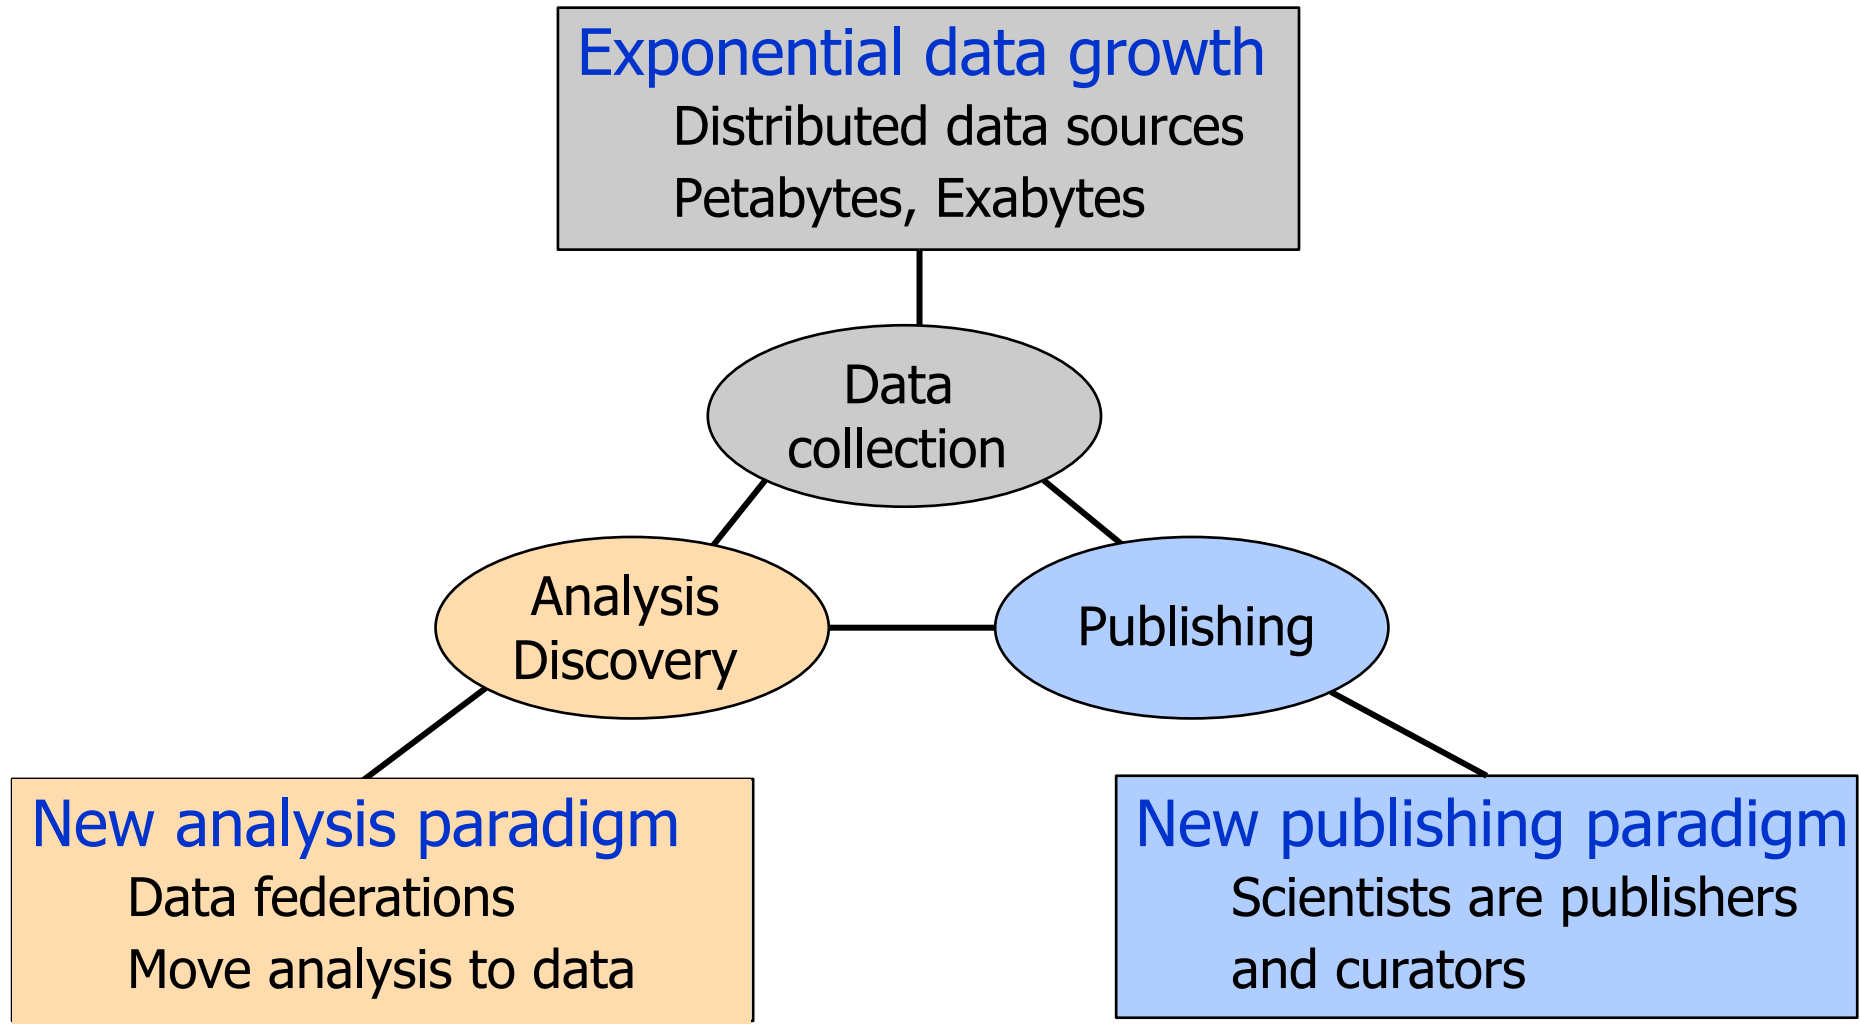 Exponential data growth
Distributed data sources
Petabytes, Exabytes
Data
collection
Analysis
Discovery
Publishing
New analysis paradigm
Data federations
Move analysis to data
New publishing paradigm
Scientists are publishers
and curators